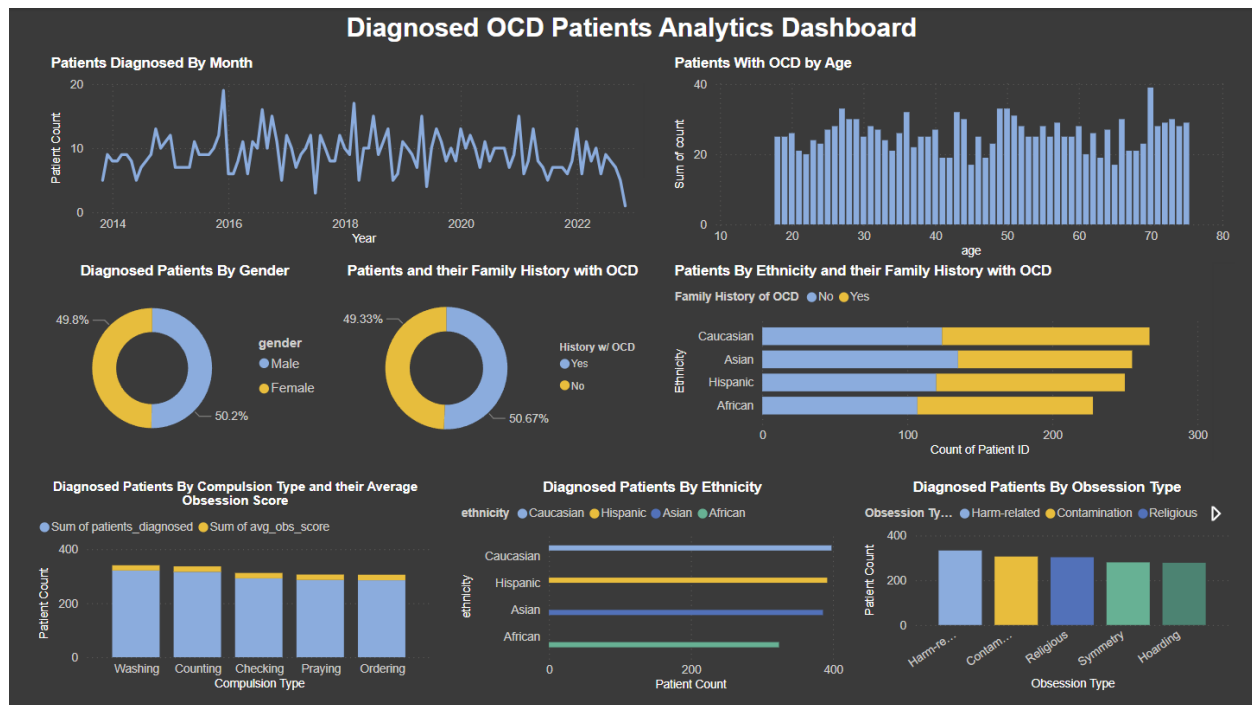 Diagnosed OCD Patients Analytics Dashboard
Patients Diagnosed By Month
Patient Count
20
10
0
2014 2016 2018 2020 2022
Year
Patients With OCD by Age
Sum of count
40
20
0
10 20 30 40 50 60 70 80
age
Diagnosed Patients By Gender
49.8%
50.2%
gender
Male
Female
Patients and their Family History with OCD
49.33%
50.67%
History w/ OCD
Yes
No
Patients By Ethnicity and their Family History with OCD
Family History of OCD No Yes
Ethnicity
Caucasian
Asian
Hispanic
African
0 100 200 300
Count of Patient ID
Diagnosed Patients By Compulsion Type and their Average
Obsession Score
Sum of patients_diagnosed Sum of avg_obs_score
Patient Count
400
200
0
Washing Counting Checking Praying Ordering
Compulsion Type
Diagnosed Patients By Ethnicity
ethnicity Caucasian Hispanic Asian African
ethnicity
Caucasian
Hispanic
Asian
African
0 200 400
Patient Count
Diagnosed Patients By Obsession Type
Obsession Ty... Harm-related Contamination Religious
Patient Count
400
200
0
Harm-re... Contam... Religious Symmetry Hoarding
Obsession Type